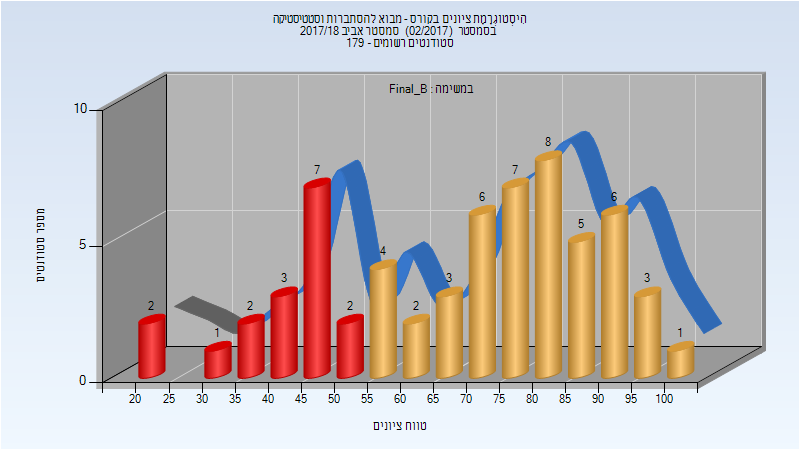 היסטוגרמת ציונים בקורס - מבוא להסתברות וסטטיסטיקה
בסמסטר (02/2017) סמסטר אביב 2017/18
סטודנטים רשומים - 179
במשימה : Final_B
מספר סטודנטים
10
5
0
2
1
2
3
7
2
4
2
3
6
7
8
5
6
3
1
20 25 30 35 40 45 50 55 60 65 70 75 80 85 90 95 100
טווח ציונים